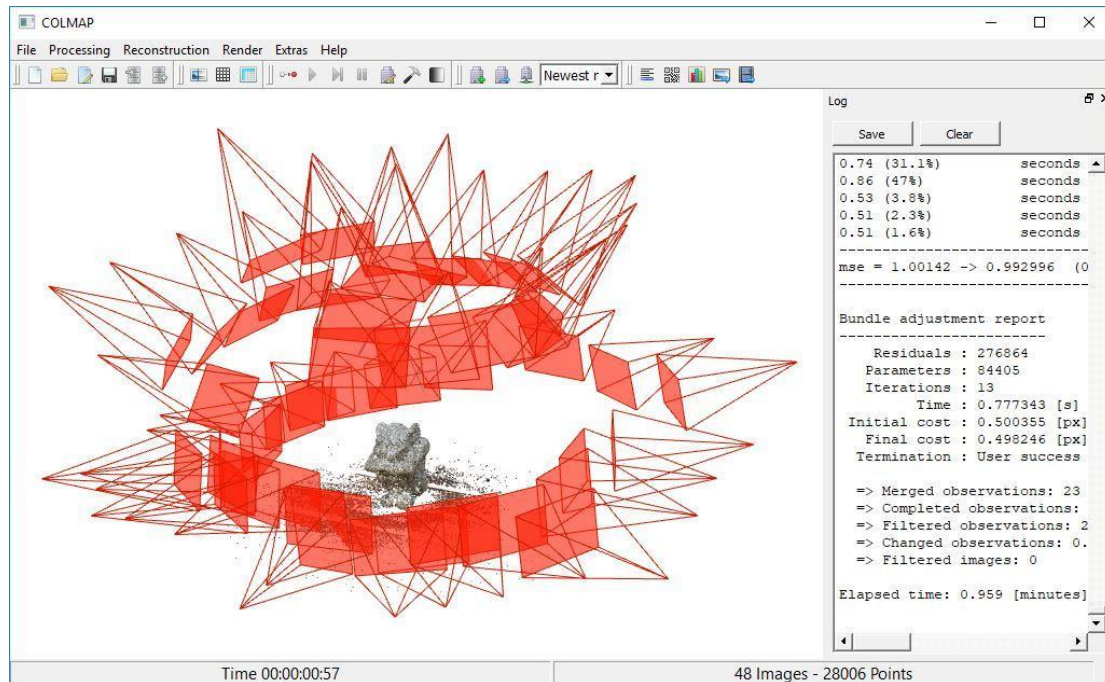 COLMAP
File Processing Reconstruction Render Extras Help
Newest r
Log
Save Clear
0.74 (31.1%) seconds
0.86 (47%) seconds
0.53 (3.8%) seconds
0.51 (2.3%) seconds
0.51 (1.6%) seconds
-------------------------------
mse = 1.00142 -> 0.992996 (0
-------------------------------
Bundle adjustment report
-------------------------
Residuals : 276864
Parameters : 84405
Iterations : 13
Time : 0.777343 [s]
Initial cost : 0.500355 [px]
Final cost : 0.498246 [px]
Termination : User success
=> Merged observations: 23
=> Completed observations:
=> Filtered observations: 2
=> Changed observations: 0.
=> Filtered images: 0
Elapsed time: 0.959 [minutes]
Time 00:00:00:57 48 Images - 28006 Points